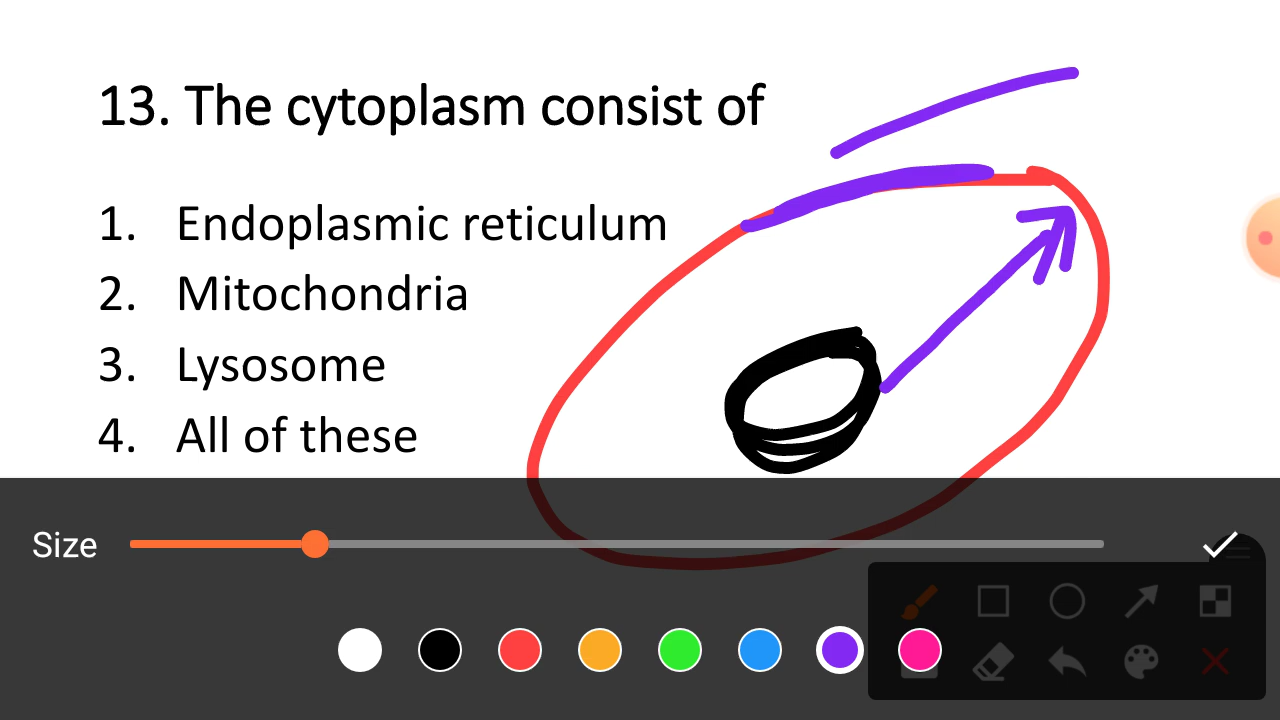 13. The cytoplasm consist of
1. Endoplasmic reticulum
2. Mitochondria
3. Lysosome
4. All of these
Size